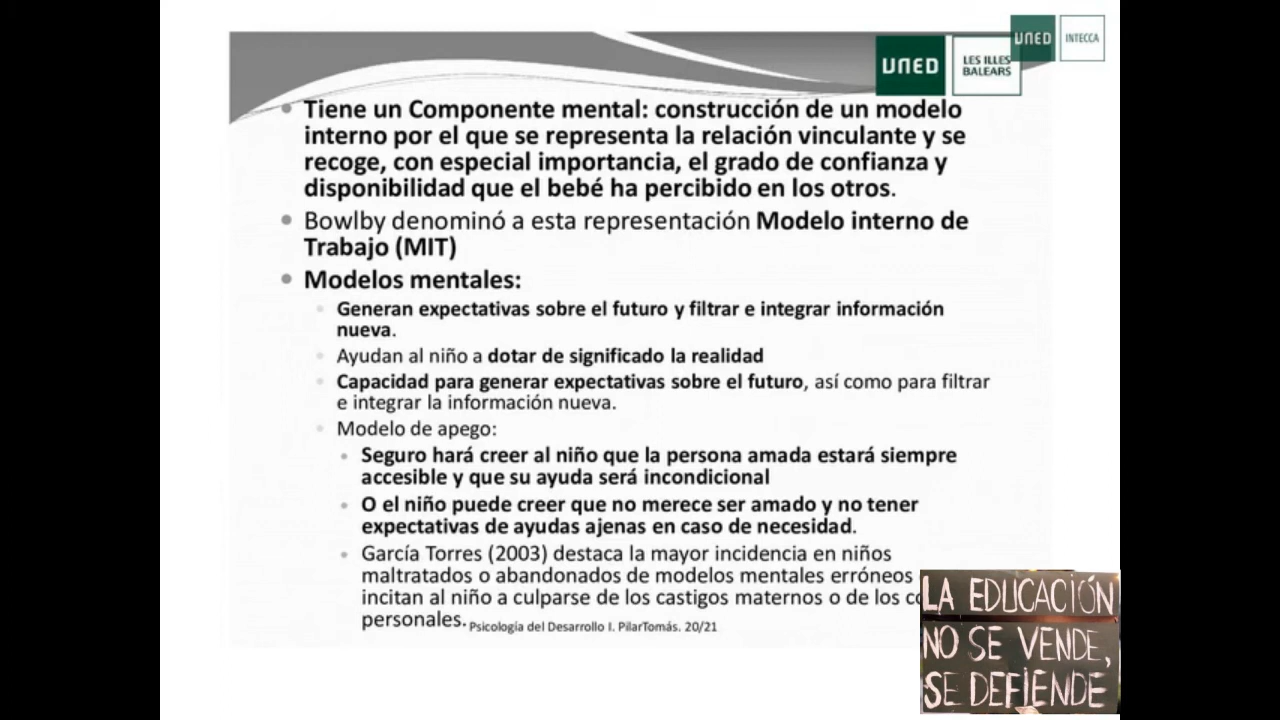 UNED
INTECCA
UNED
LES ILLES
BALEARS
• Tiene un Componente mental: construcción de un modelo
interno por el que se representa la relación vinculante y se
recoge, con especial importancia, el grado de confianza y
disponibilidad que el bebé ha percibido en los otros.
• Bowlby denominó a esta representación Modelo interno de
Trabajo (MIT)
• Modelos mentales:
• Generan expectativas sobre el futuro y filtrar e integrar información
nueva.
• Ayudan al niño a dotar de significado la realidad
• Capacidad para generar expectativas sobre el futuro, así como para filtrar
e integrar la información nueva.
• Modelo de apego:
• Seguro hará creer al niño que la persona amada estará siempre
accesible y que su ayuda será incondicional
• O el niño puede creer que no merece ser amado y no tener
expectativas de ayudas ajenas en caso de necesidad.
• García Torres (2003) destaca la mayor incidencia en niños
maltratados o abandonados de modelos mentales erróneos
incitan al niño a culparse de los castigos maternos o de los
personales.
Psicología del Desarrollo I. PilarTomás. 20/21
LA EDUCACIÓN
NO SE VENDE,
SE DEFIENDE